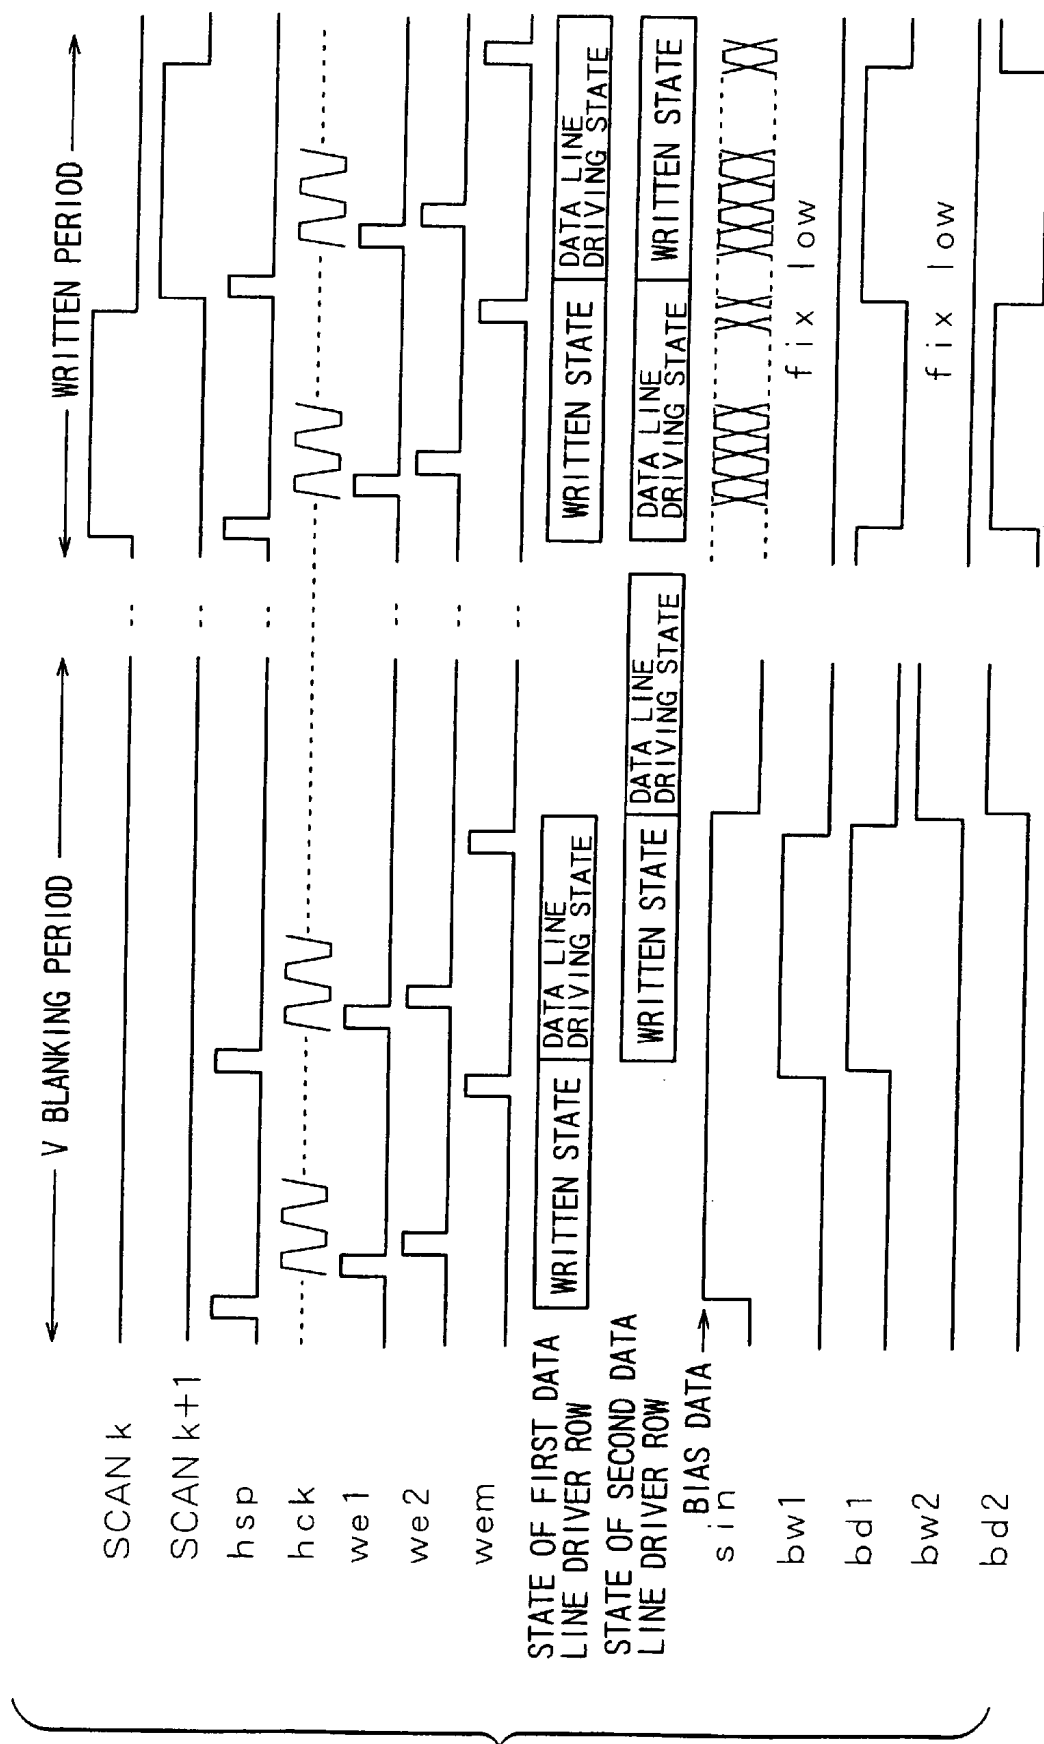 V BLANKING PERIOD
WRITTEN PERIOD
SCAN k
SCAN k+1
hsp
hck
we1
we2
wem
STATE OF FIRST DATA
LINE DRIVER ROW
WRITTEN STATE
DATA LINE
DRIVING STATE
WRITTEN STATE
DATA LINE
DRIVING STATE
STATE OF SECOND DATA
LINE DRIVER ROW
WRITTEN STATE
DATA LINE
DRIVING STATE
DATA LINE
DRIVING STATE
WRITTEN STATE
BIAS DATA
sin
bw1
fix low
bd1
bw2
fix low
bd2